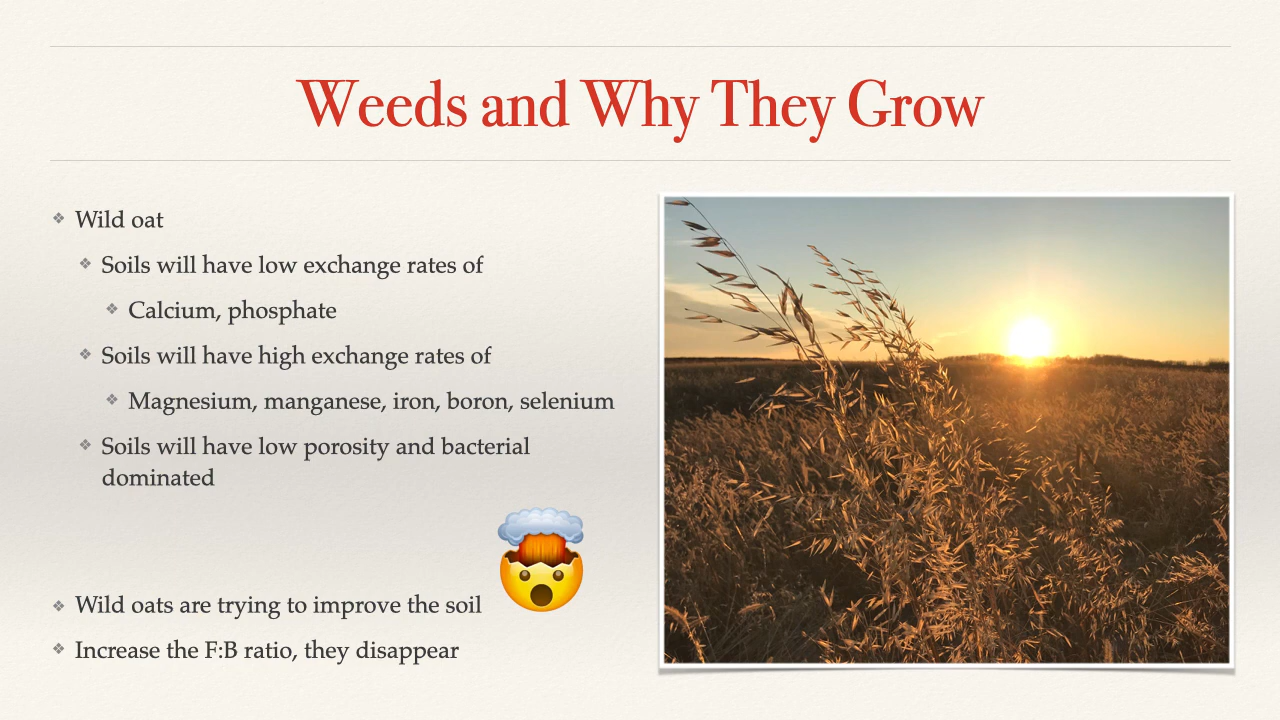 Weeds and Why They Grow
Wild oat
Soils will have low exchange rates of
Calcium, phosphate
Soils will have high exchange rates of
Magnesium, manganese, iron, boron, selenium
Soils will have low porosity and bacterial
dominated
Wild oats are trying to improve the soil
Increase the F:B ratio, they disappear